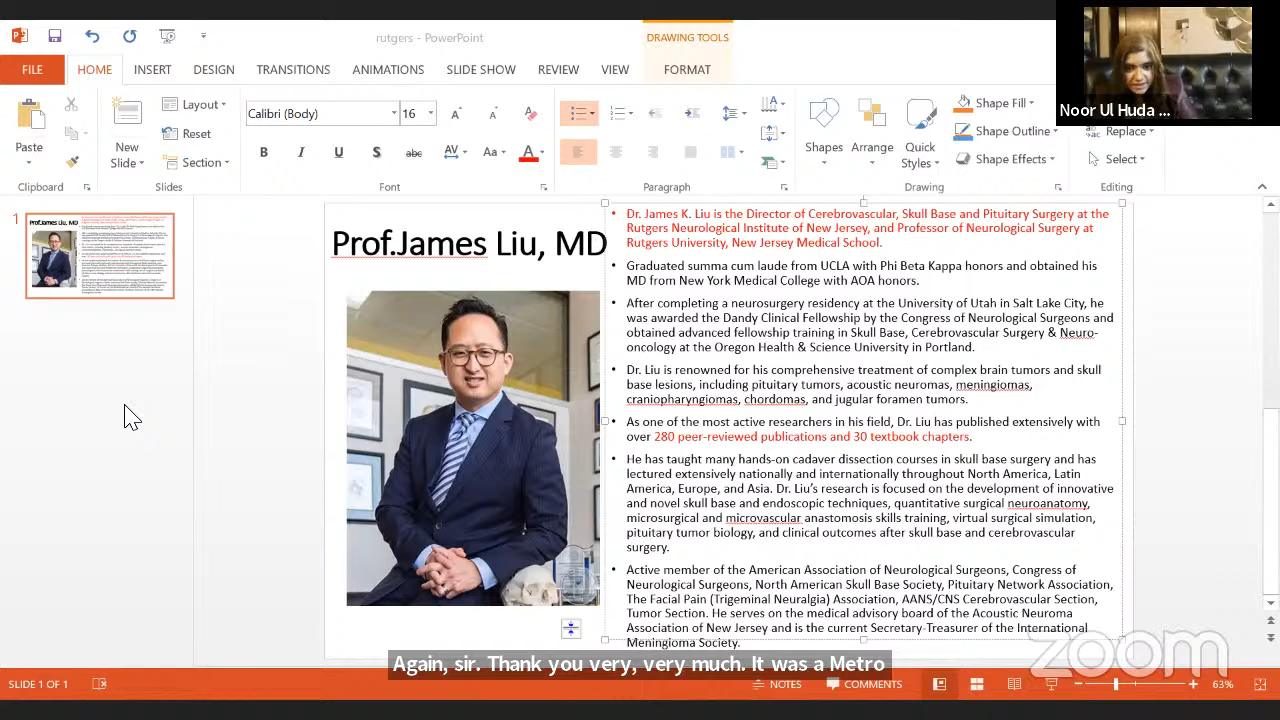 rutgers - PowerPoint
DRAWING TOOLS
FILE
HOME
INSERT
DESIGN
TRANSITIONS
ANIMATIONS
SLIDE SHOW
REVIEW
VIEW
FORMAT
Noor Ul Huda ...
Paste
New
Slide
Layout
Reset
Section
Calibri (Body)
16
B I U S abc AV Aa A
Shapes
Arrange
Quick
Styles
Shape Fill
Shape Outline
Shape Effects
Replace
Select
Clipboard
Slides
Font
Paragraph
Drawing
Editing
1
Prof.James Liu, MD
Prof.James Liu, MD
• Dr. James K. Liu is the Director of Cerebrovascular, Skull Base and Pituitary Surgery at the
Rutgers Neurological Institute of New Jersey, and Professor of Neurological Surgery at
Rutgers University, New Jersey Medical School.
• Graduated summa cum laude from UCLA with Phi Beta Kappa honors, and obtained his
MD from New York Medical College with AOA honors.
• After completing a neurosurgery residency at the University of Utah in Salt Lake City, he
was awarded the Dandy Clinical Fellowship by the Congress of Neurological Surgeons and
obtained advanced fellowship training in Skull Base, Cerebrovascular Surgery & Neuro-
oncology at the Oregon Health & Science University in Portland.
• Dr. Liu is renowned for his comprehensive treatment of complex brain tumors and skull
base lesions, including pituitary tumors, acoustic neuromas, meningiomas,
craniopharyngiomas, chordomas, and jugular foramen tumors.
• As one of the most active researchers in his field, Dr. Liu has published extensively with
over 280 peer-reviewed publications and 30 textbook chapters.
• He has taught many hands-on cadaver dissection courses in skull base surgery and has
lectured extensively nationally and internationally throughout North America, Latin
America, Europe, and Asia. Dr. Liu's research is focused on the development of innovative
and novel skull base and endoscopic techniques, quantitative surgical neuroanatomy,
microsurgical and microvascular anastomosis skills training, virtual surgical simulation,
pituitary tumor biology, and clinical outcomes after skull base and cerebrovascular
surgery.
• Active member of the American Association of Neurological Surgeons, Congress of
Neurological Surgeons, North American Skull Base Society, Pituitary Network Association,
The Facial Pain (Trigeminal Neuralgia) Association, AANS/CNS Cerebrovascular Section,
Tumor Section. He serves on the medical advisory board of the Acoustic Neuroma
Association of New Jersey and is the current Secretary-Treasurer of the International
Meningioma Society.
zoom
Again, sir. Thank you very, very much. It was a Metro
SLIDE 1 OF 1
NOTES
COMMENTS
63%